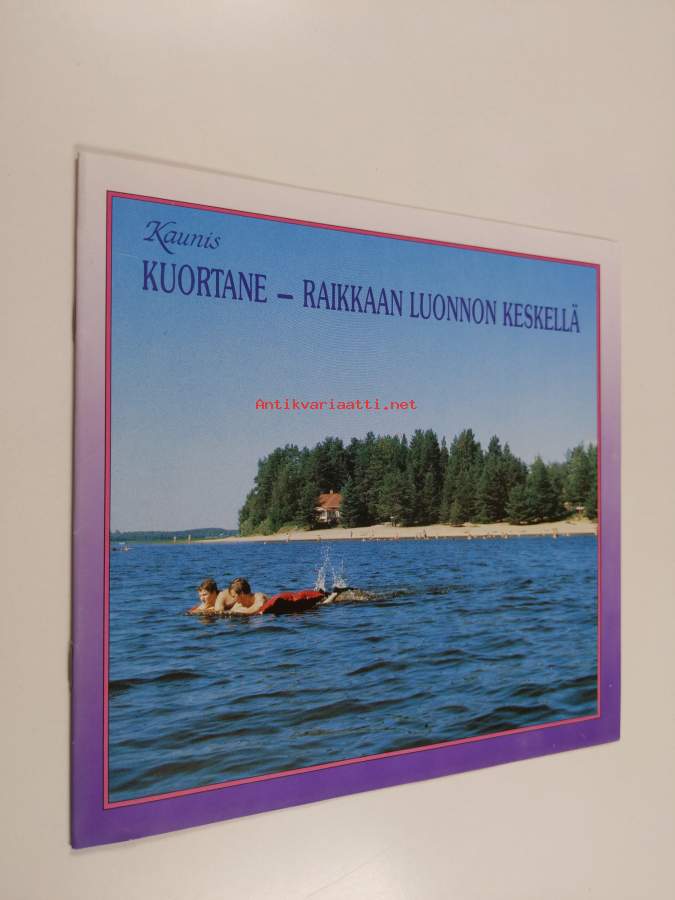 Kaunis
KUORTANE – RAIKKAAN LUONNON KESKELLÄ
Antikvariaatti.net